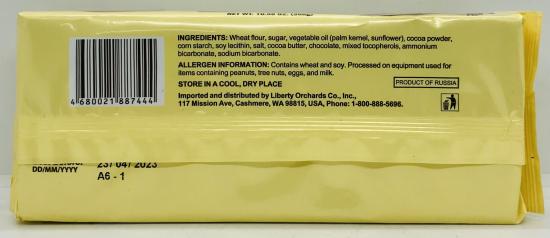 INGREDIENTS: Wheat flour, sugar, vegetable oil (palm kernel, sunflower), cocoa powder,
corn starch, soy lecithin, salt, cocoa butter, chocolate, mixed tocopherols, ammonium
bicarbonate, sodium bicarbonate.
ALLERGEN INFORMATION: Contains wheat and soy. Processed on equipment used for
items containing peanuts, tree nuts, eggs, and milk.
STORE IN A COOL, DRY PLACE
PRODUCT OF RUSSIA
Imported and distributed by Liberty Orchards Co., Inc.,
117 Mission Ave, Cashmere, WA 98815, USA, Phone: 1-800-888-5696.
4 680021 887444
23/ 04/ 2023
DD/MM/YYYY
A6 - 1